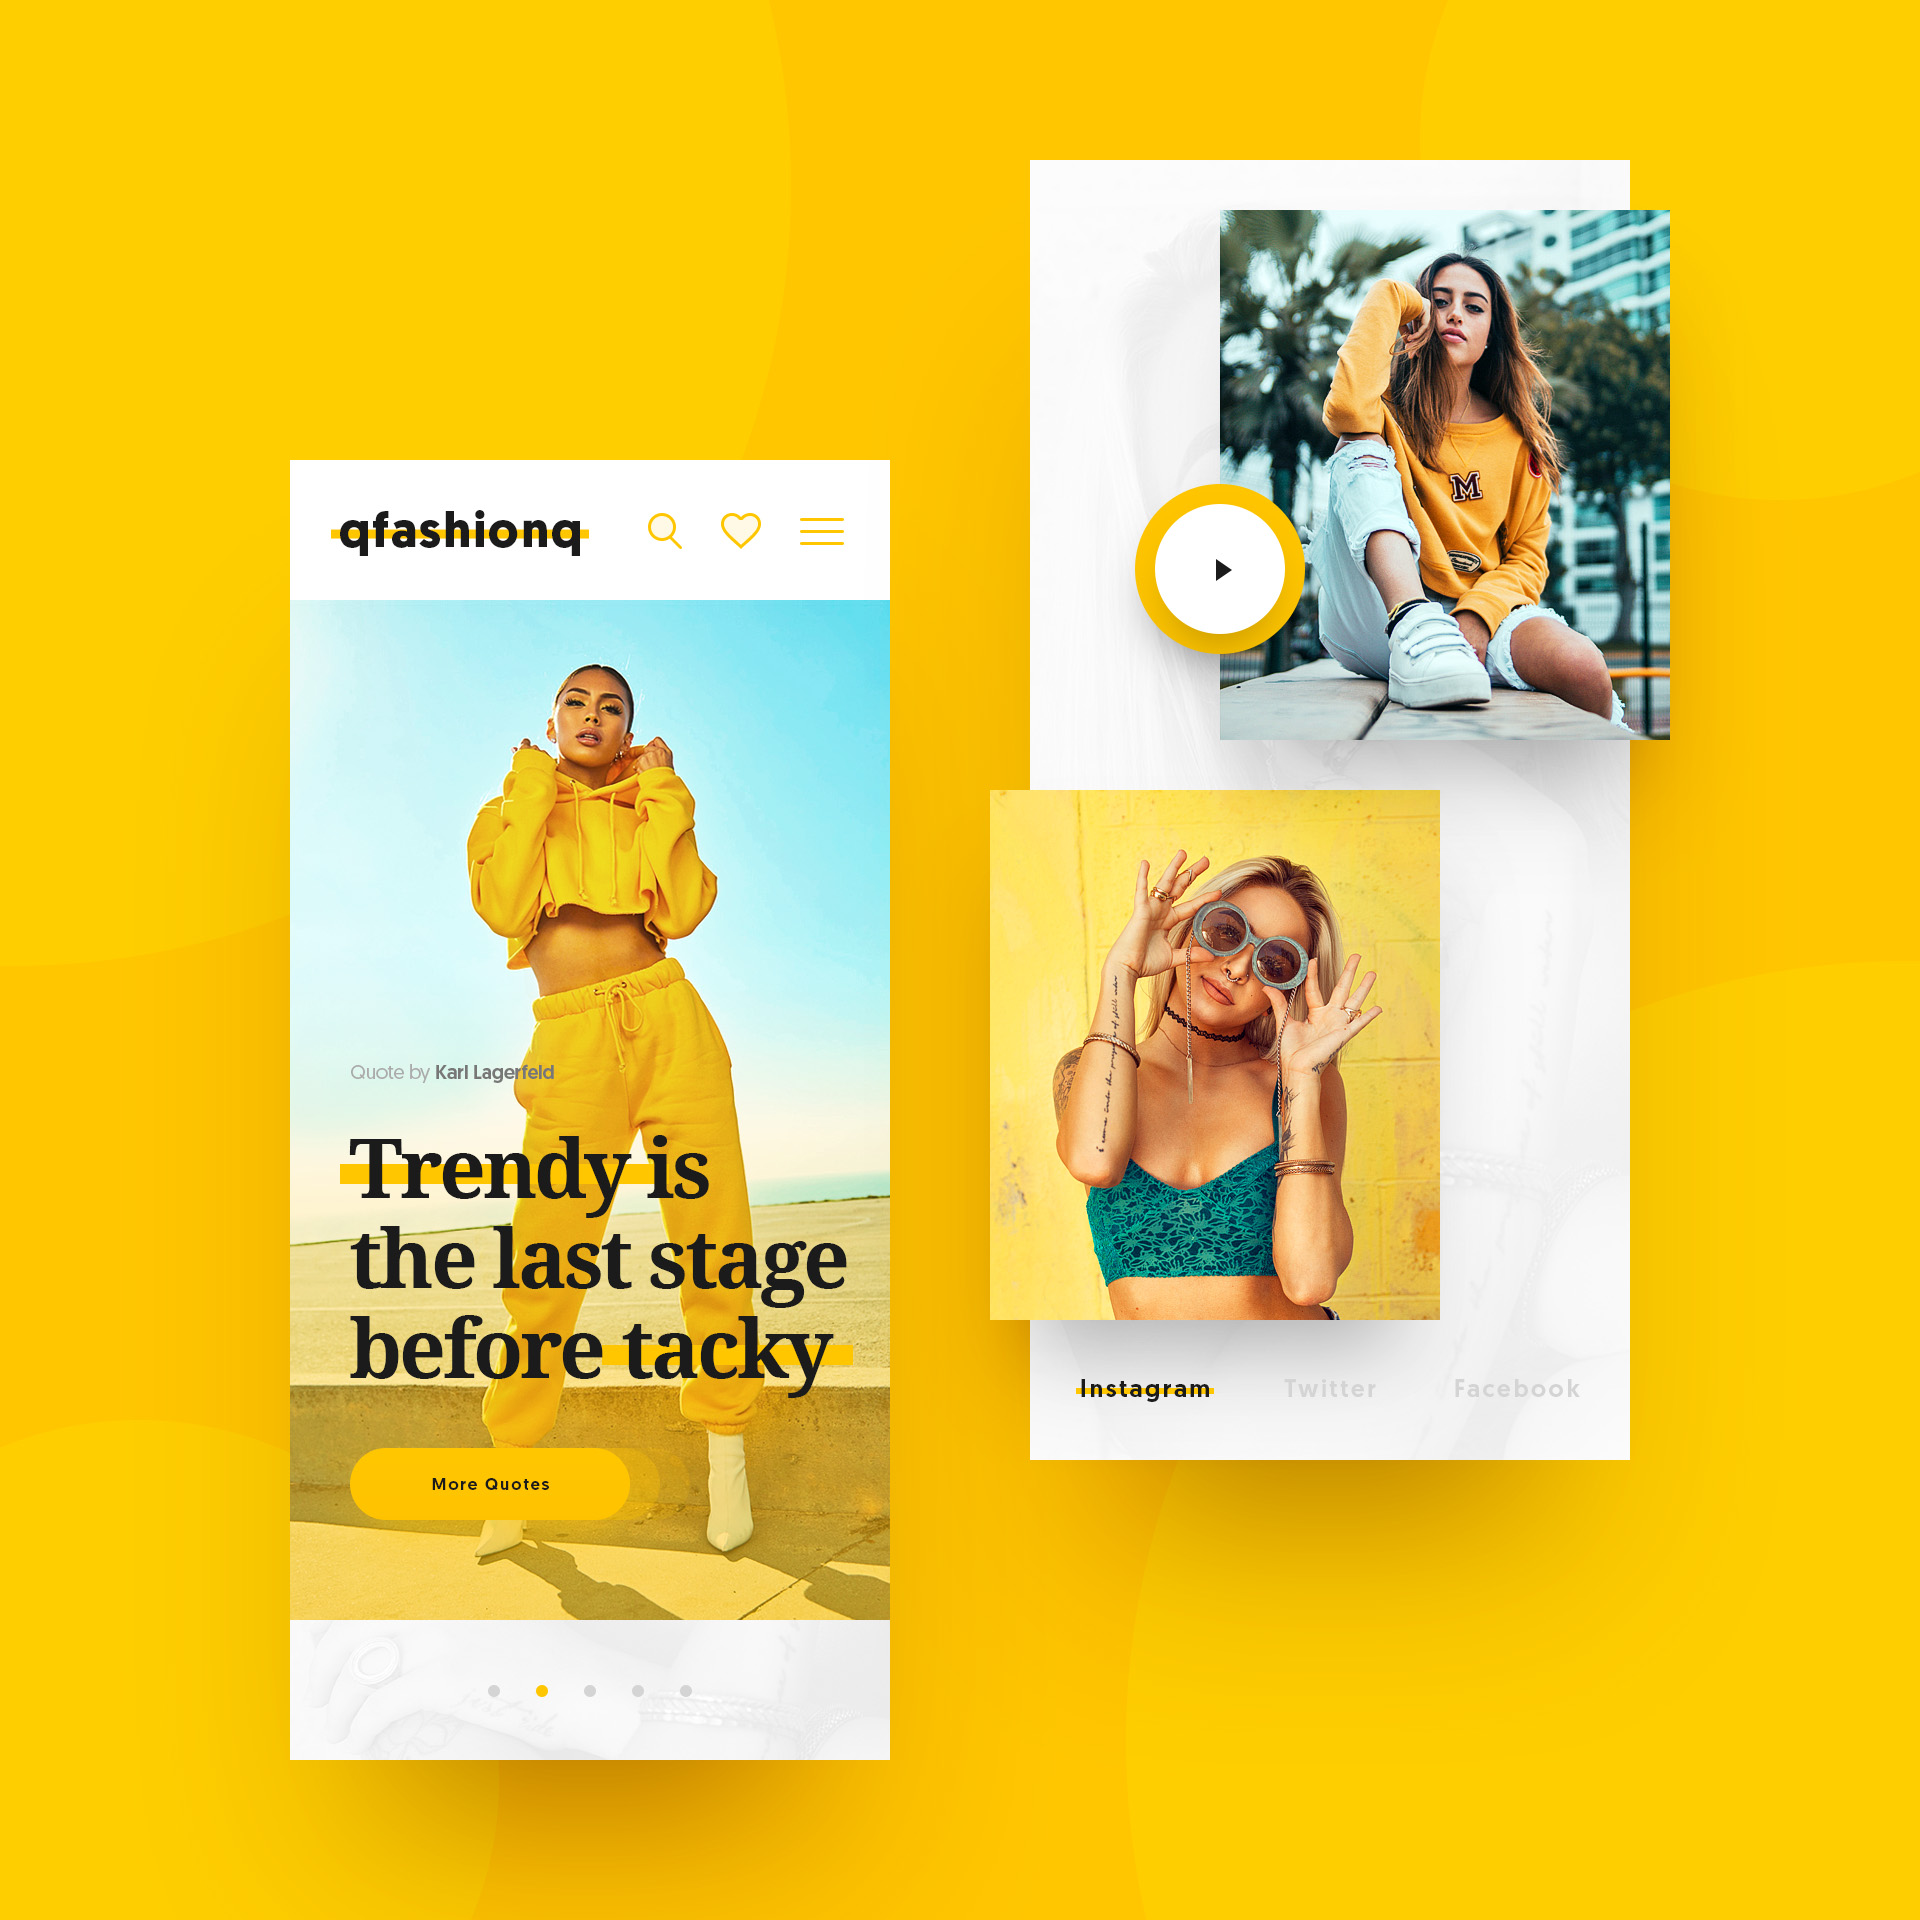 qfashionq
Quote by Karl Lagerfeld
Trendy is
the last stage
before tacky
More Quotes
M
Instagram
Twitter
Facebook